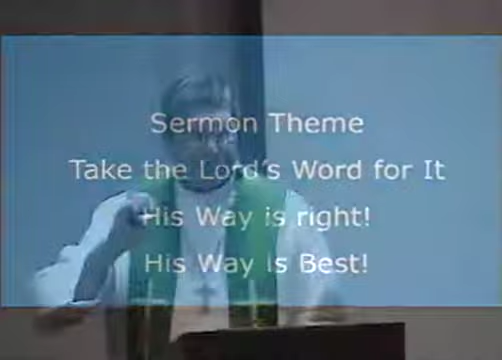 Sermon Theme
Take the Lord's Word for It
His Way is right!
His Way is Best!